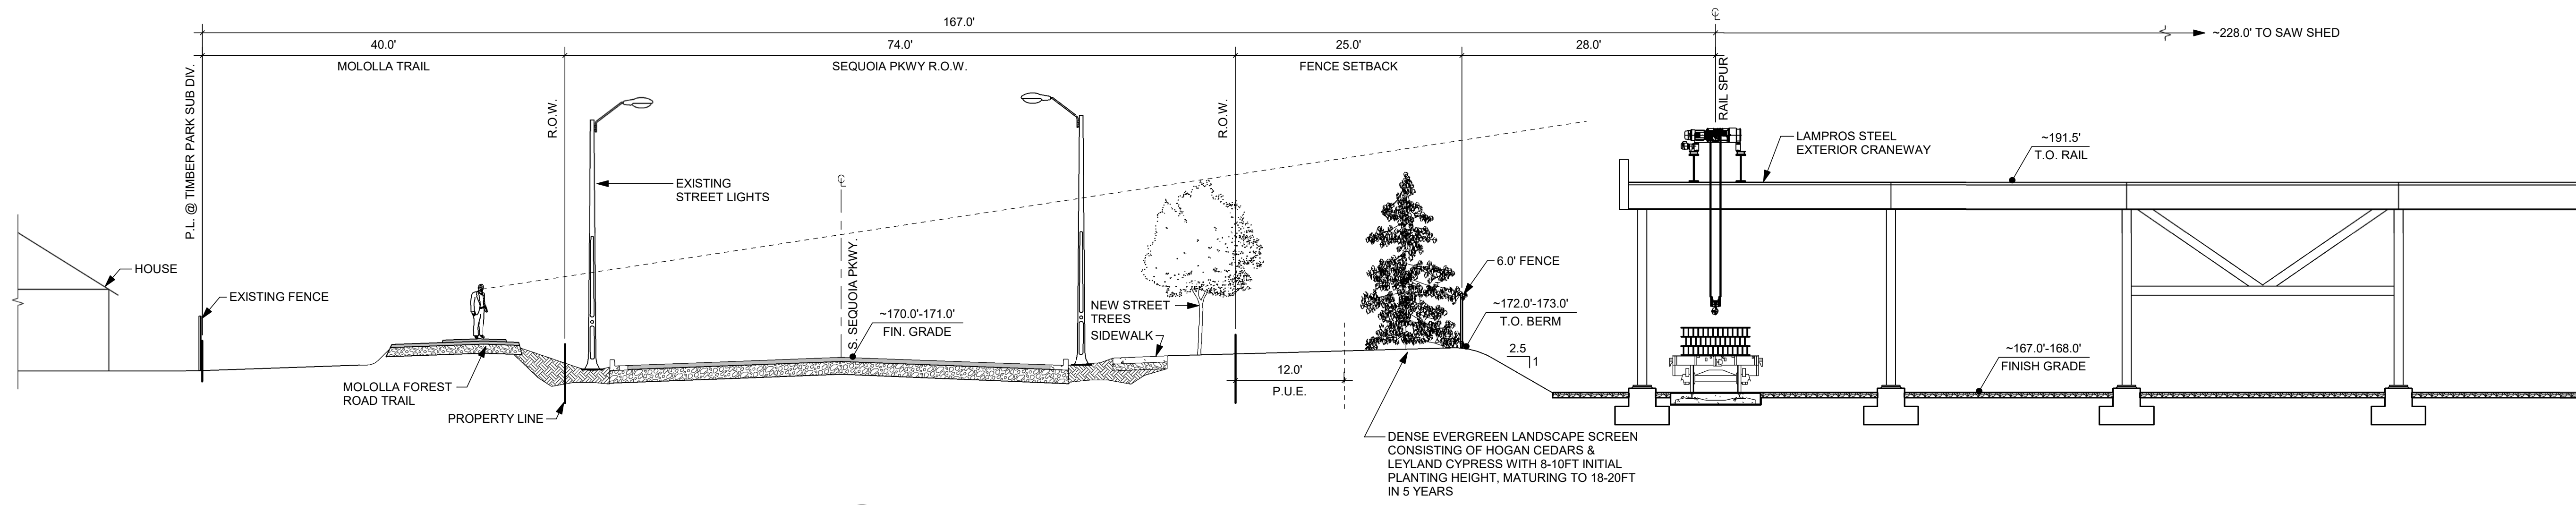 ℄
167.0'
~228.0' TO SAW SHED
40.0'
74.0'
25.0'
28.0'
MOLOLLA TRAIL
SEQUOIA PKWY R.O.W.
FENCE SETBACK
P.L. @ TIMBER PARK SUB DIV.
R.O.W.
R.O.W.
RAIL SPUR
LAMPROS STEEL
EXTERIOR CRANEWAY
~191.5'
T.O. RAIL
EXISTING
STREET LIGHTS
℄
S. SEQUOIA PKWY.
HOUSE
EXISTING FENCE
6.0' FENCE
NEW STREET
TREES
SIDEWALK
~170.0'-171.0'
FIN. GRADE
~172.0'-173.0'
T.O. BERM
2.5
1
~167.0'-168.0'
FINISH GRADE
12.0'
P.U.E.
MOLOLLA FOREST
ROAD TRAIL
PROPERTY LINE
DENSE EVERGREEN LANDSCAPE SCREEN
CONSISTING OF HOGAN CEDARS &
LEYLAND CYPRESS WITH 8-10FT INITIAL
PLANTING HEIGHT, MATURING TO 18-20FT
IN 5 YEARS